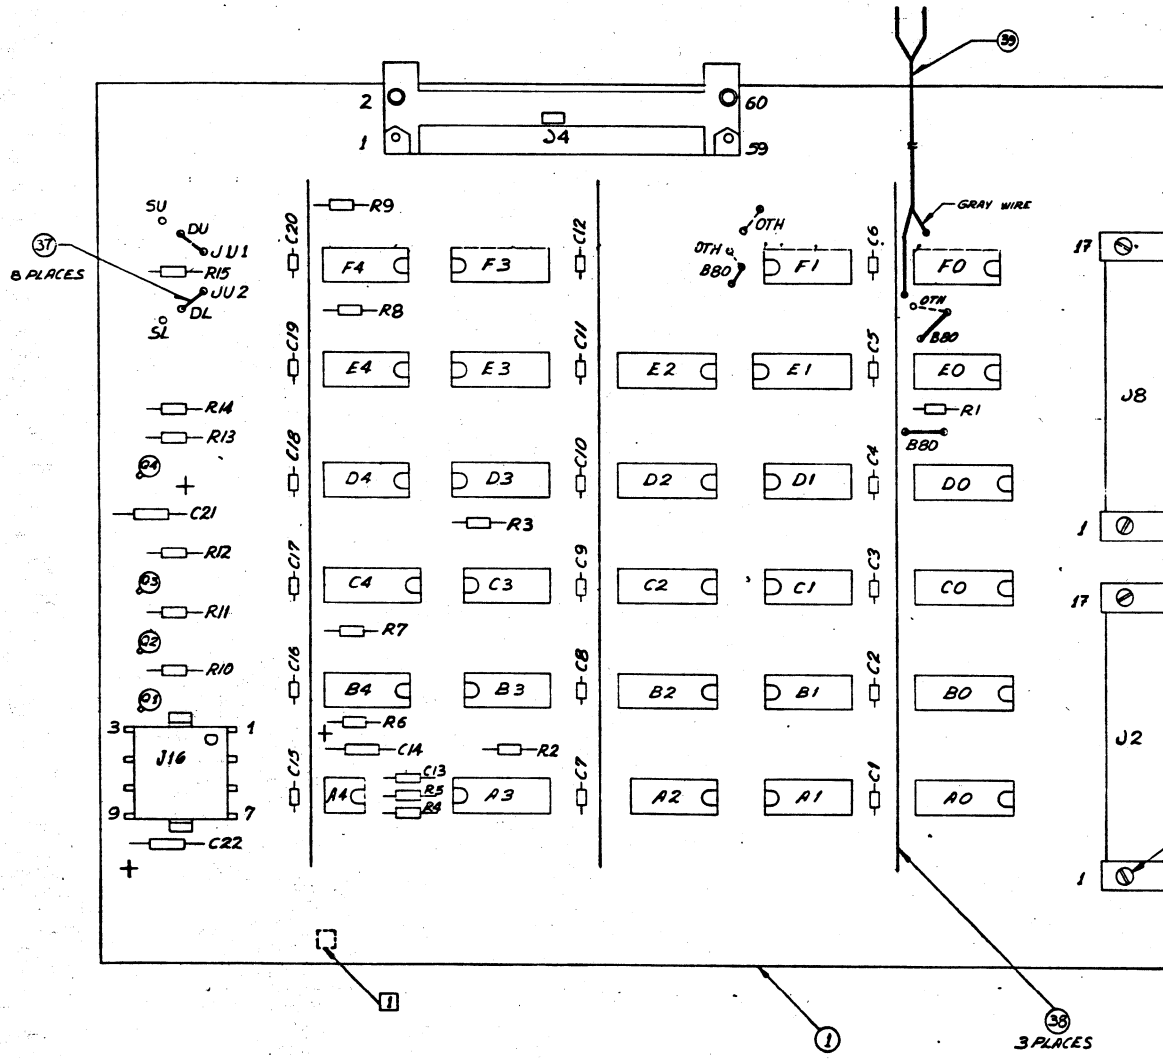 39
2
60
J4
1
59
SU
R9
GRAY WIRE
DU
C20
C12
OTH
C6
37
JU1
OTH
17
8 PLACES
R15
F4
F3
B80
F1
F0
JU2
DL
R8
OTH
SL
C19
C11
C5
B80
E4
E3
E2
E1
E0
J8
R14
R1
R13
C18
C10
C4
B80
Q4
D4
D3
D2
D1
D0
C21
R3
1
R12
C17
C9
C3
Q3
C4
C3
C2
C1
C0
17
R11
R7
Q2
C16
C8
C2
R10
B4
B3
B2
B1
B0
Q1
R6
3
1
J2
J16
C14
R2
C15
C13
C7
C1
A4
R5
A3
A2
A1
A0
R4
9
7
C22
1
1
38
1
3 PLACES